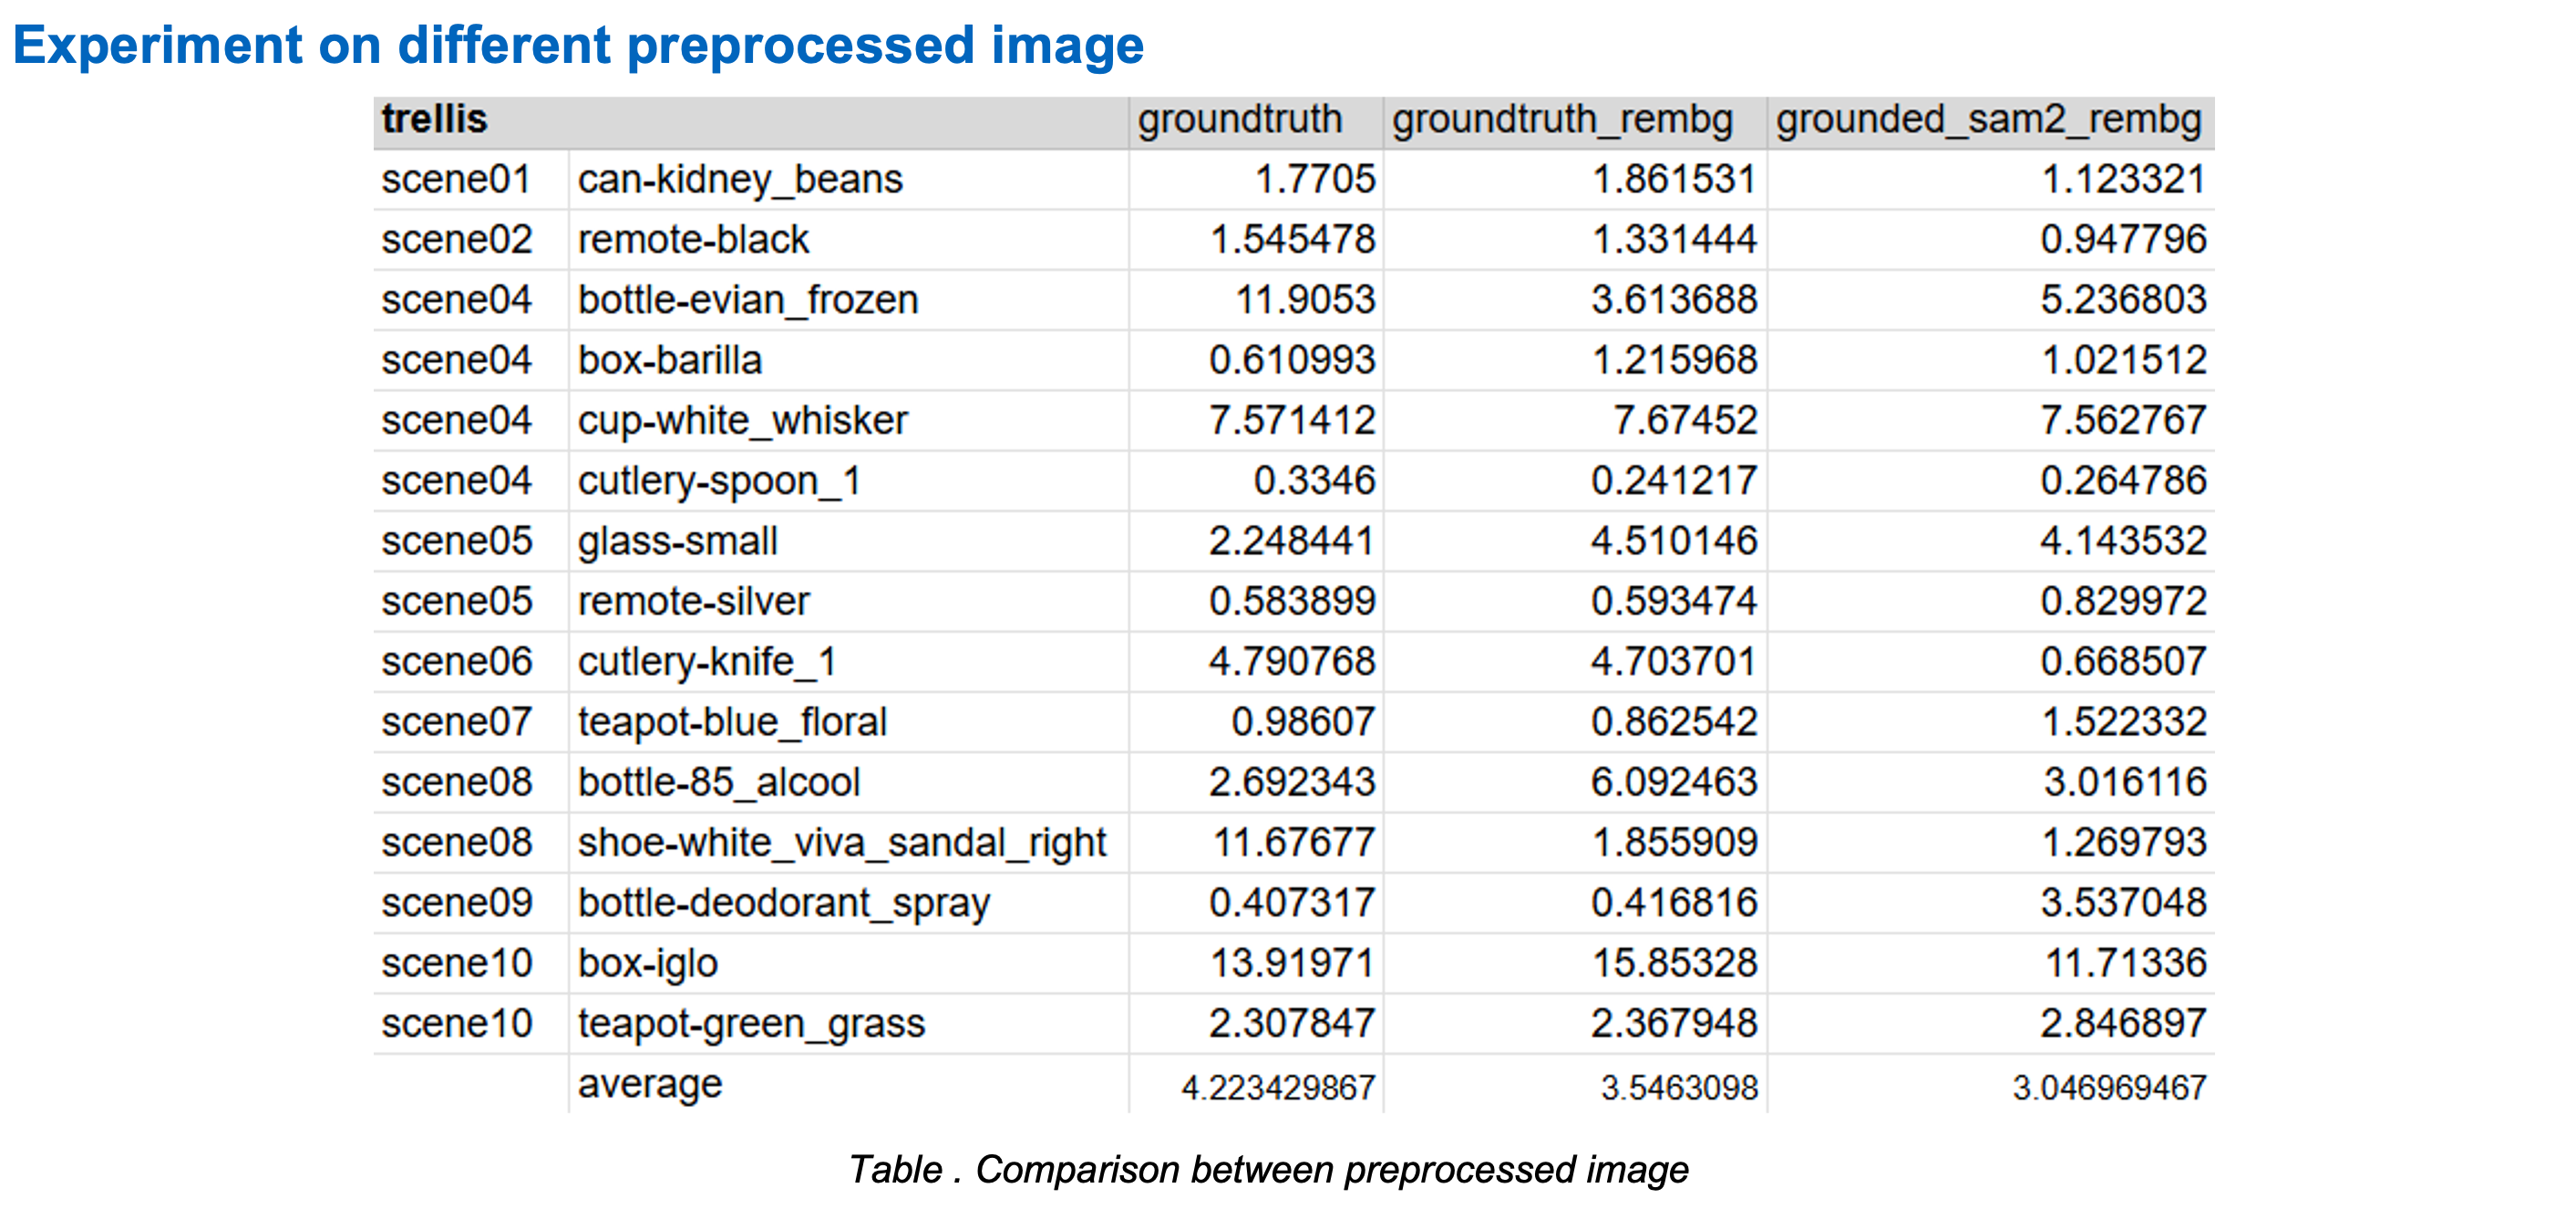 Experiment on different preprocessed image
trellis groundtruth groundtruth_rembg grounded_sam2_rembg
scene01 can-kidney_beans 1.7705 1.861531 1.123321
scene02 remote-black 1.545478 1.331444 0.947796
scene04 bottle-evian_frozen 11.9053 3.613688 5.236803
scene04 box-barilla 0.610993 1.215968 1.021512
scene04 cup-white_whisker 7.571412 7.67452 7.562767
scene04 cutlery-spoon_1 0.3346 0.241217 0.264786
scene05 glass-small 2.248441 4.510146 4.143532
scene05 remote-silver 0.583899 0.593474 0.829972
scene06 cutlery-knife_1 4.790768 4.703701 0.668507
scene07 teapot-blue_floral 0.98607 0.862542 1.522332
scene08 bottle-85_alcool 2.692343 6.092463 3.016116
scene08 shoe-white_viva_sandal_right 11.67677 1.855909 1.269793
scene09 bottle-deodorant_spray 0.407317 0.416816 3.537048
scene10 box-iglo 13.91971 15.85328 11.71336
scene10 teapot-green_grass 2.307847 2.367948 2.846897
average 4.223429867 3.5463098 3.046969467
Table . Comparison between preprocessed image